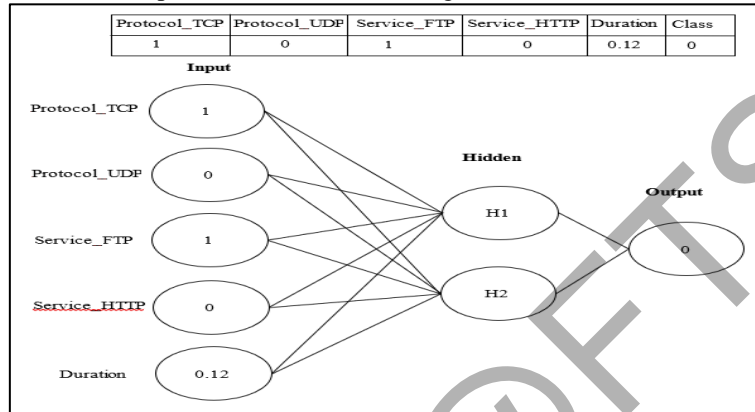 Protocol_TCP Protocol_UDP Service_FTP Service_HTTP Duration Class
1 0 1 0 0.12 0
Input
Protocol_TCP 1
Hidden
Protocol_UDP 0
Output
H1
Service_FTP 1
0
H2
Service_HTTP 0
Duration 0.12
@FTS